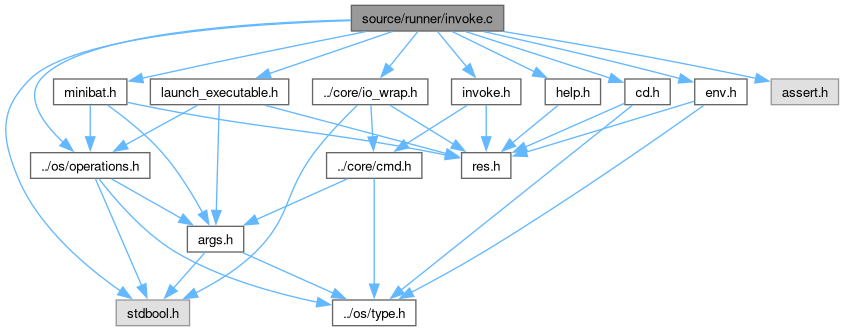 source/runner/invoke.c
minibat.h
launch_executable.h
../core/io_wrap.h
invoke.h
help.h
cd.h
env.h
assert.h
../os/operations.h
../core/cmd.h
res.h
args.h
stdbool.h
../os/type.h